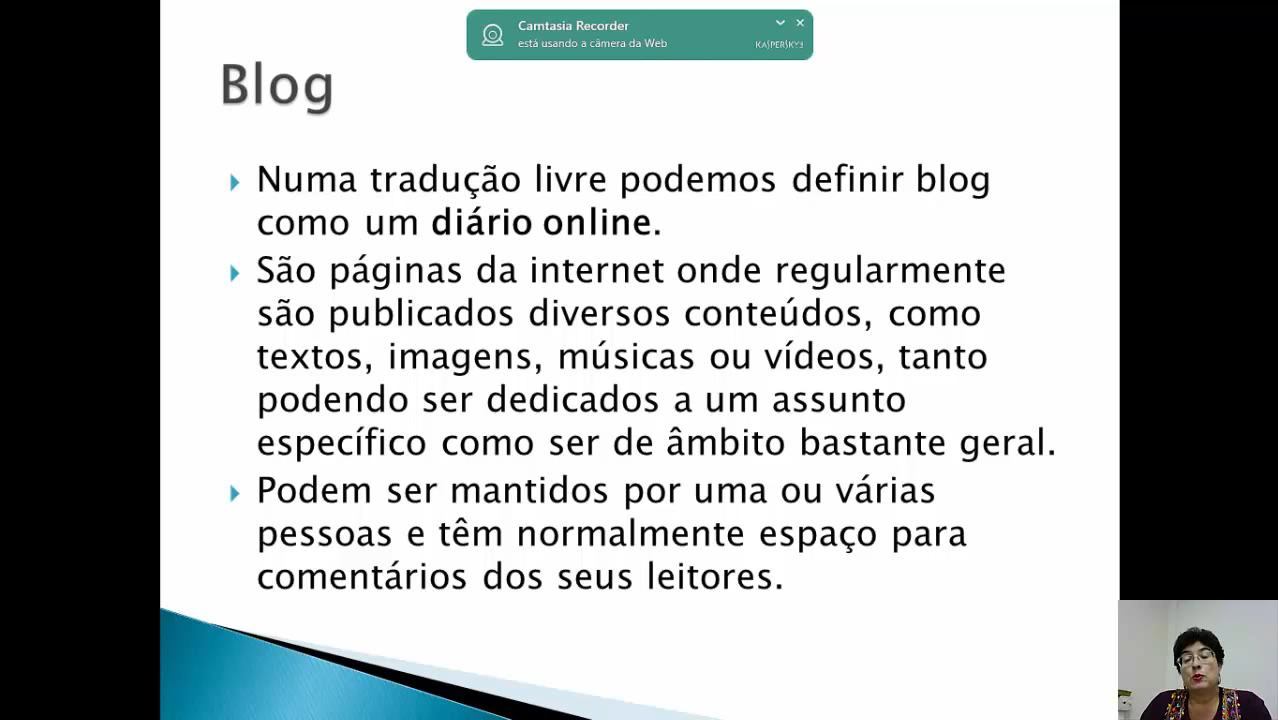 Camtasia Recorder
está usando a câmera da Web
KASPERSKY
Blog
Numa tradução livre podemos definir blog
como um diário online.
São páginas da internet onde regularmente
são publicados diversos conteúdos, como
textos, imagens, músicas ou vídeos, tanto
podendo ser dedicados a um assunto
específico como ser de âmbito bastante geral.
Podem ser mantidos por uma ou várias
pessoas e têm normalmente espaço para
comentários dos seus leitores.